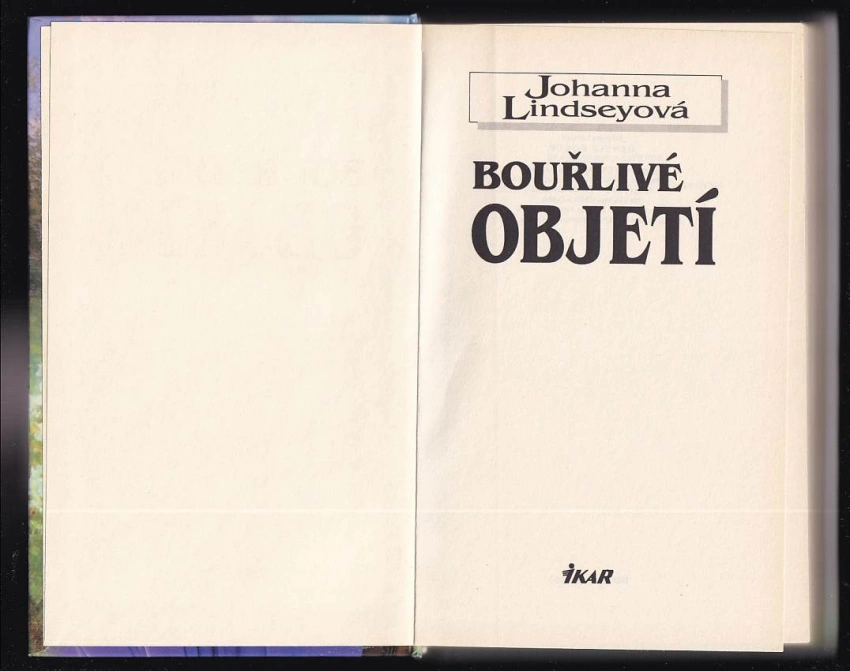 Johanna
Lindseyová
BOUŘLIVÉ
OBJETÍ
iKAR